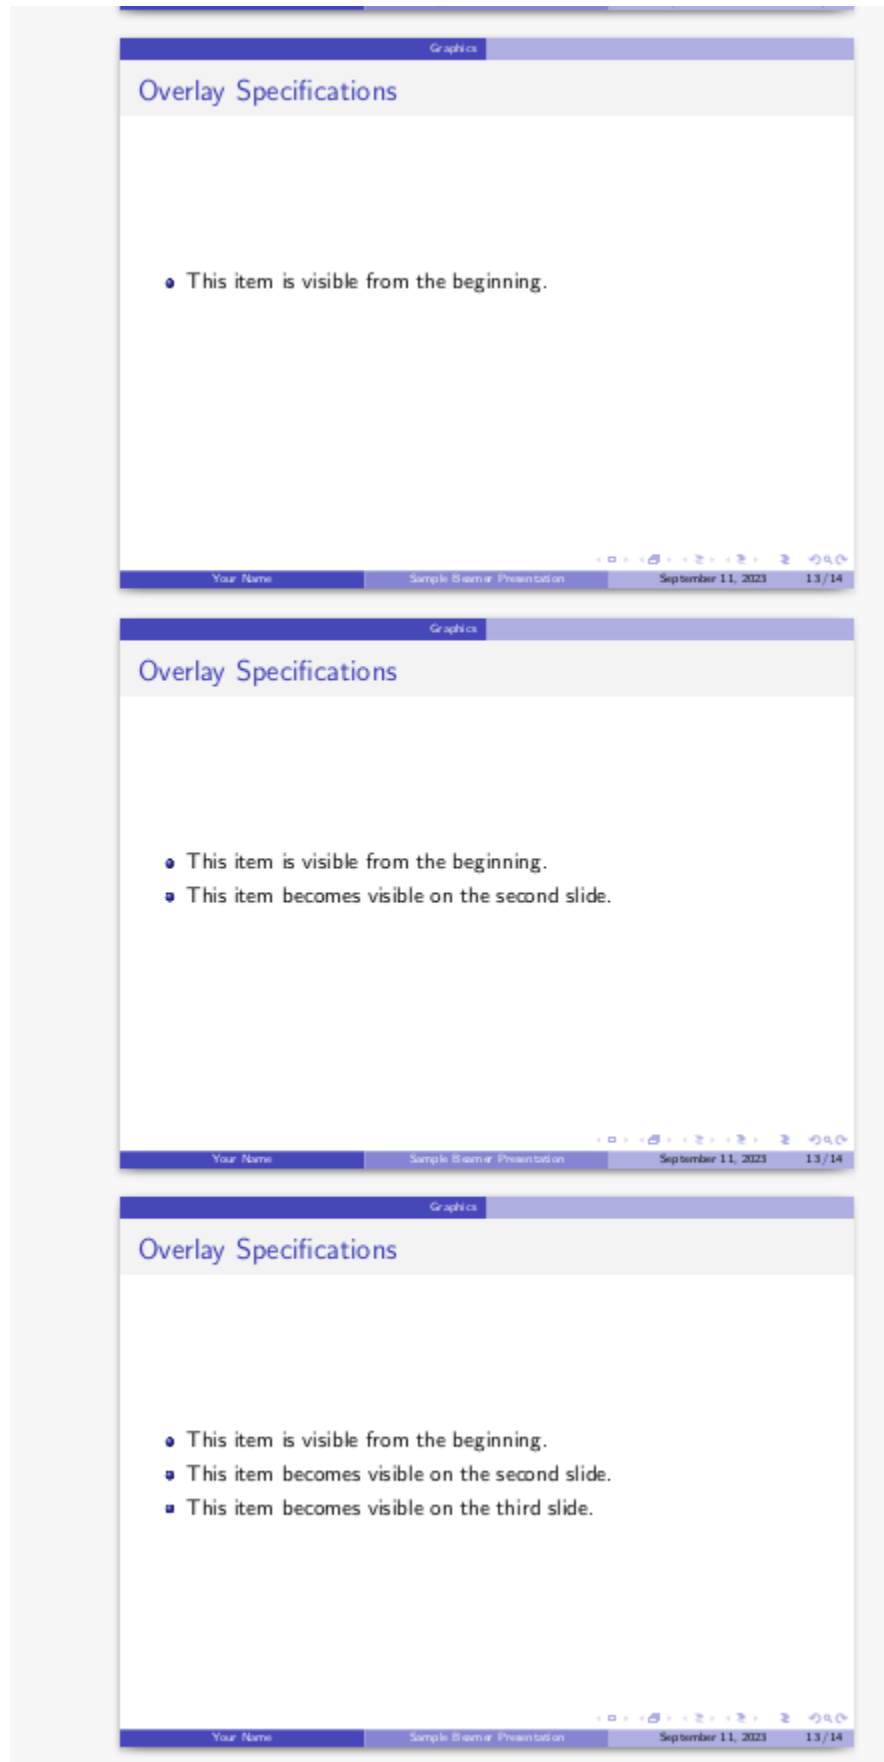 Graphics
Overlay Specifications
This item is visible from the beginning.
Your Name Sample Beamer Presentation September 11, 2023 13/14
Graphics
Overlay Specifications
This item is visible from the beginning.
This item becomes visible on the second slide.
Your Name Sample Beamer Presentation September 11, 2023 13/14
Graphics
Overlay Specifications
This item is visible from the beginning.
This item becomes visible on the second slide.
This item becomes visible on the third slide.
Your Name Sample Beamer Presentation September 11, 2023 13/14